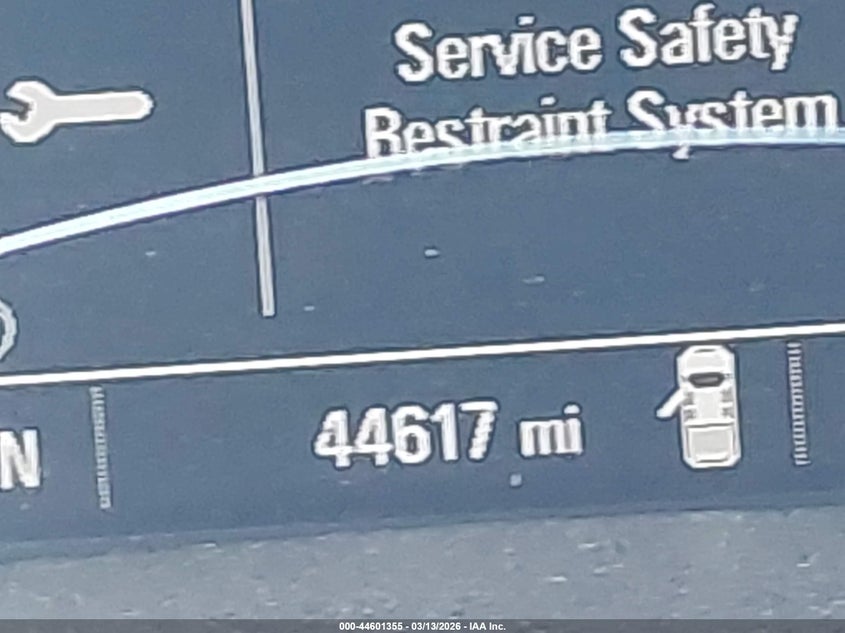 Service Safety
Restraint System
N
44617 mi
000-44601355 - 03/13/2026 - IAA Inc.